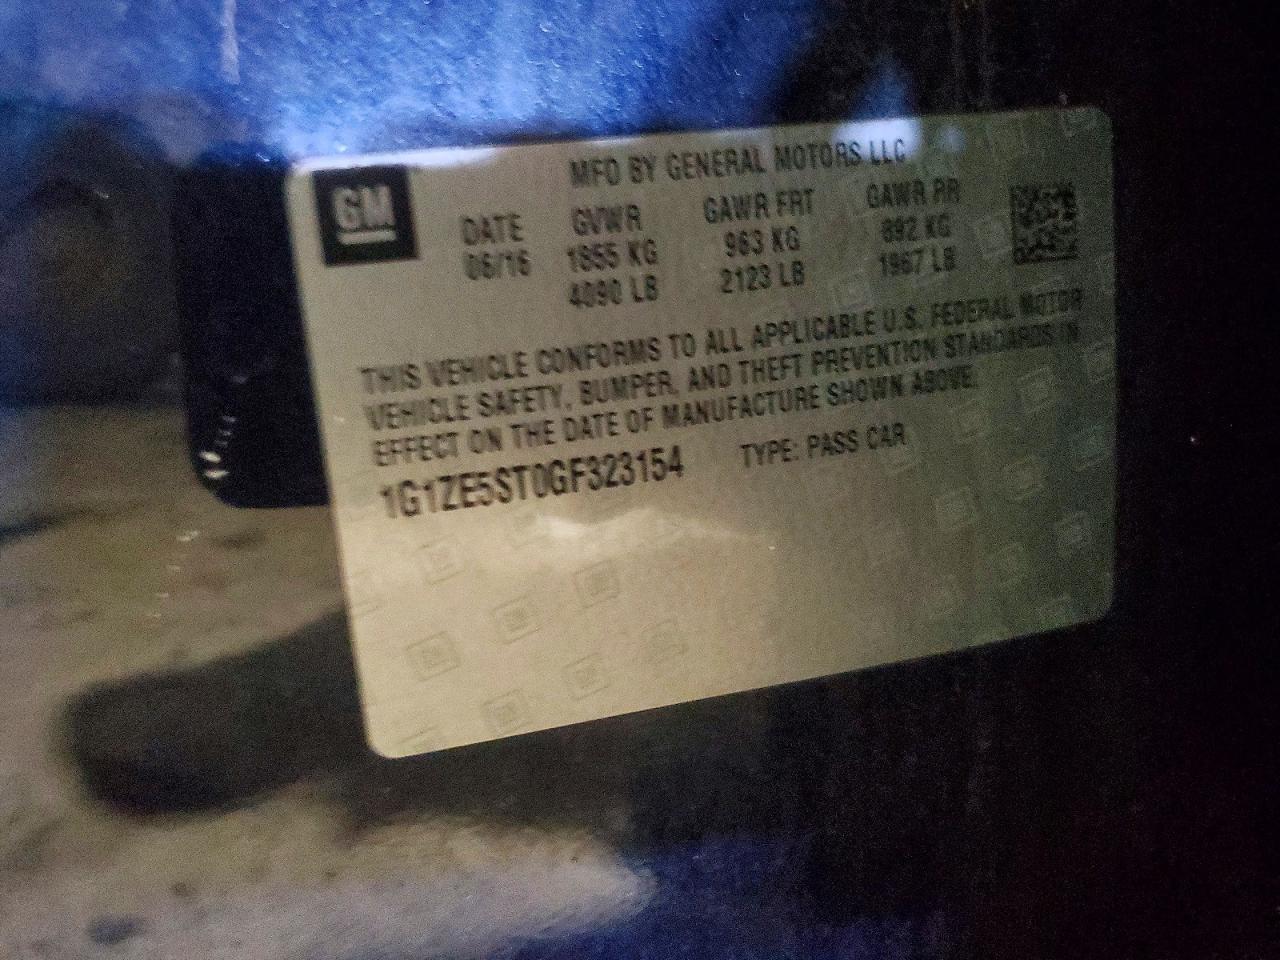 GM
MFD BY GENERAL MOTORS LLC
DATE GVWR GAWR FRT GAWR RR
06/16 1855 KG 963 KG 892 KG
4090 LB 2123 LB 1967 LB
THIS VEHICLE CONFORMS TO ALL APPLICABLE U.S. FEDERAL MOTOR
VEHICLE SAFETY, BUMPER, AND THEFT PREVENTION STANDARDS IN
EFFECT ON THE DATE OF MANUFACTURE SHOWN ABOVE.
1G1ZE5ST0GF323154 TYPE: PASS CAR